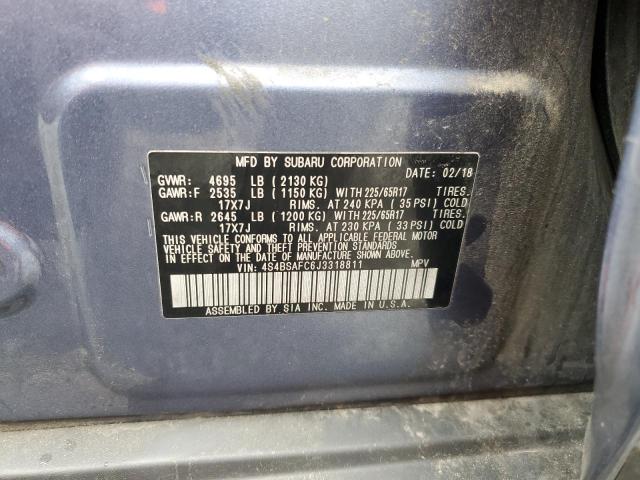 MFD BY SUBARU CORPORATION
DATE: 02/18
GVWR: 4695 LB ( 2130 KG)
GAWR:F 2535 LB ( 1150 KG) WITH 225/65R17 TIRES.
17X7J RIMS. AT 240 KPA ( 35 PSI) COLD
GAWR:R 2645 LB ( 1200 KG) WITH 225/65R17 TIRES.
17X7J RIMS. AT 230 KPA ( 33 PSI) COLD
THIS VEHICLE CONFORMS TO ALL APPLICABLE FEDERAL MOTOR
VEHICLE SAFETY AND THEFT PREVENTION STANDARDS
IN EFFECT ON THE DATE OF MANUFACTURE SHOWN ABOVE.
VIN: 4S4BSAFC6J3318811 MPV
ASSEMBLED BY SIA INC. MADE IN U.S.A.